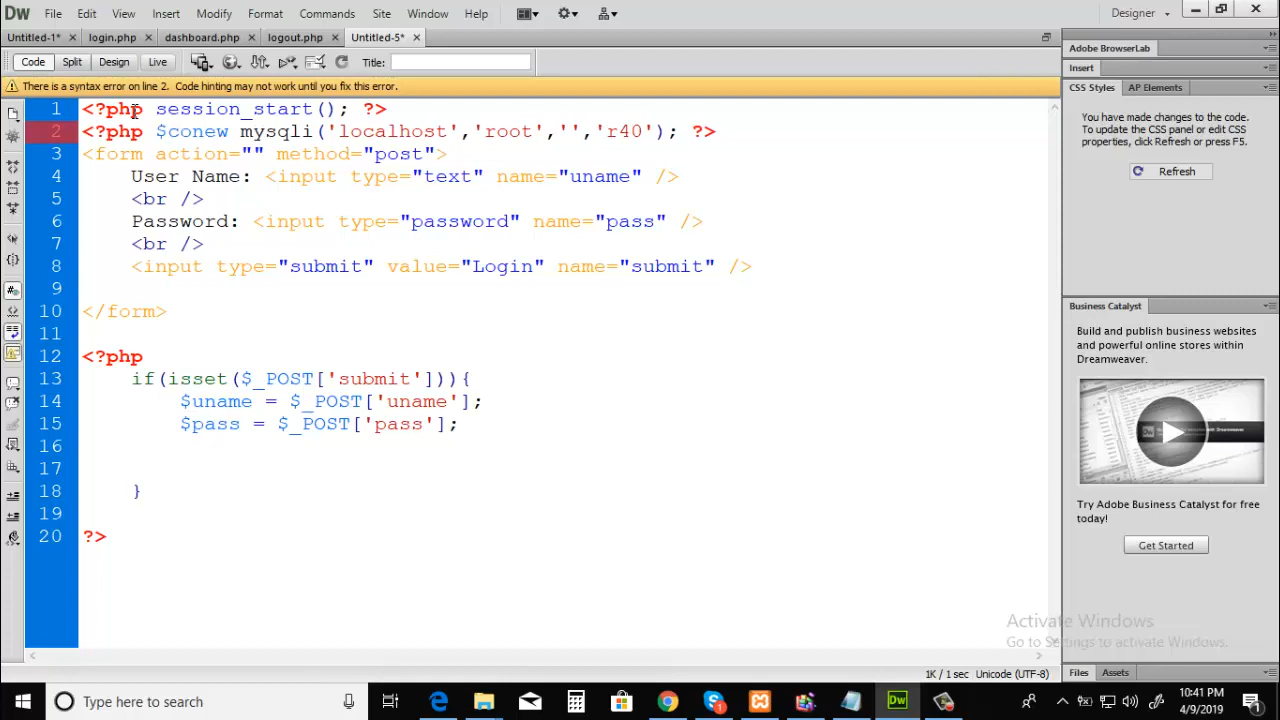 DW File Edit View Insert Modify Format Commands Site Window Help Designer
Untitled-1* × login.php × dashboard.php × logout.php × Untitled-5* ×
Code Split Design Live Title:
There is a syntax error on line 2. Code hinting may not work until you fix this error.
1 <?php session_start(); ?>
2 <?php $conew mysqli('localhost','root','','r40'); ?>
3 <form action="" method="post">
4 User Name: <input type="text" name="uname" />
5 <br />
6 Password: <input type="password" name="pass" />
7 <br />
8 <input type="submit" value="Login" name="submit" />
9
10 </form>
11
12 <?php
13 if(isset($_POST['submit'])){
14 $uname = $_POST['uname'];
15 $pass = $_POST['pass'];
16
17
18 }
19
20 ?>
Adobe BrowserLab
Insert
CSS Styles AP Elements
You have made changes to the code.
To update the CSS panel or edit CSS
properties, click Refresh or press F5.
Refresh
Business Catalyst
Build and publish business websites
and powerful online stores within
Dreamweaver.
Try Adobe Business Catalyst for free
today!
Get Started
Activate Windows
Go to Settings to activate Windows.
1K / 1 sec Unicode (UTF-8)
Files Assets
Type here to search
10:41 PM
4/9/2019